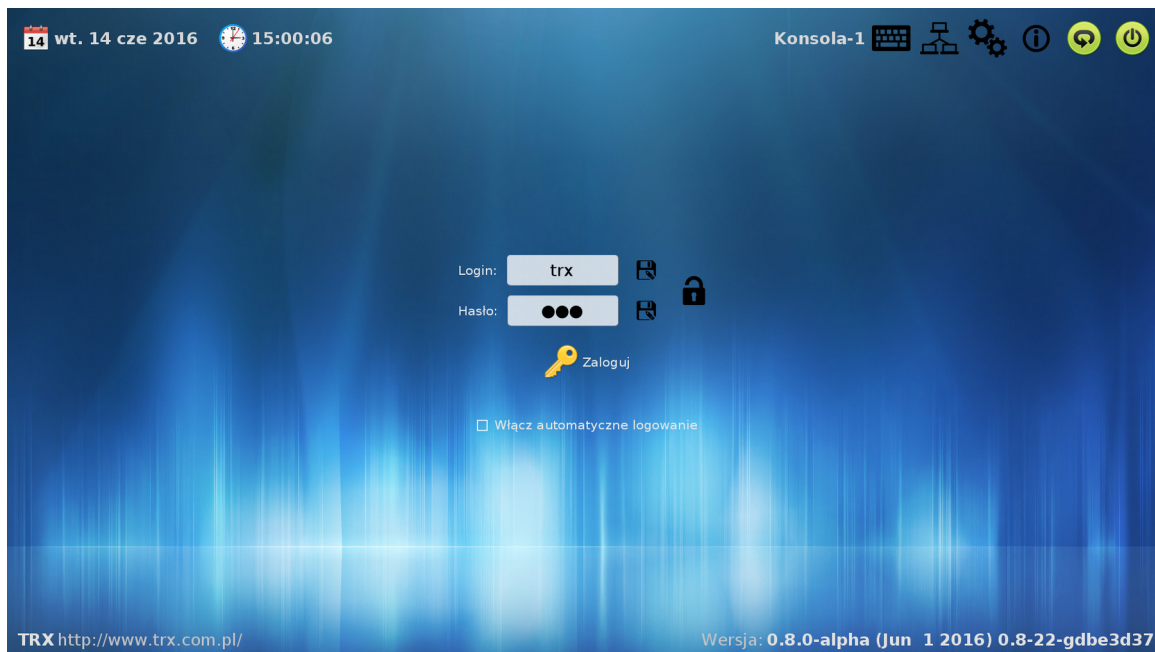 14 wt. 14 cze 2016 15:00:06 Konsola-1
Login: trx
Hasło: ●●●
Zaloguj
Włącz automatyczne logowanie
TRX http://www.trx.com.pl/ Wersja: 0.8.0-alpha (Jun 1 2016) 0.8-22-gdbe3d37